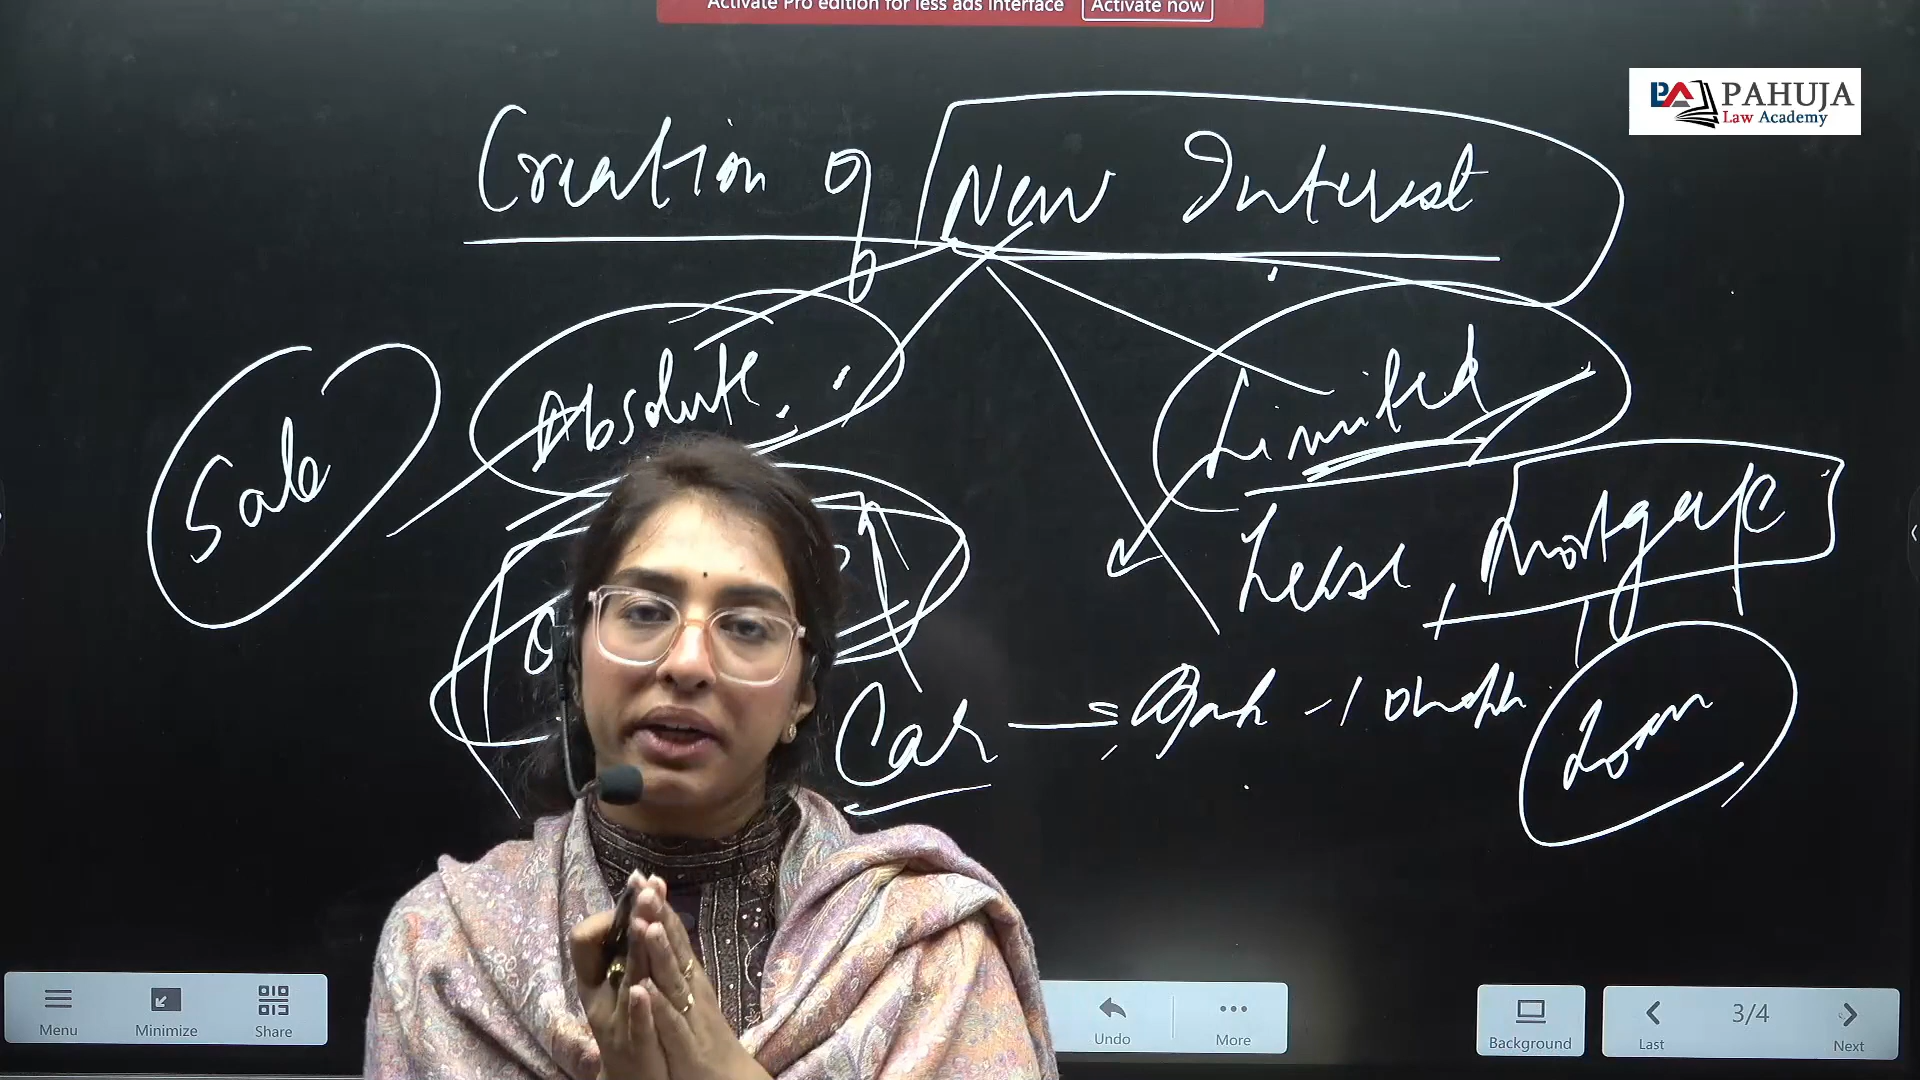 Activate Pro edition for less ads interface Activate now
PAHUJA
Law Academy
Creation of New Interest
Absolute
Limited
Sale
Lease, Mortgage
Car
Loan
Menu
Minimize
Share
Undo
More
Background
Last
3/4
Next